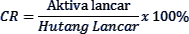 CR = Aktiva lancar / Hutang Lancar x 100%